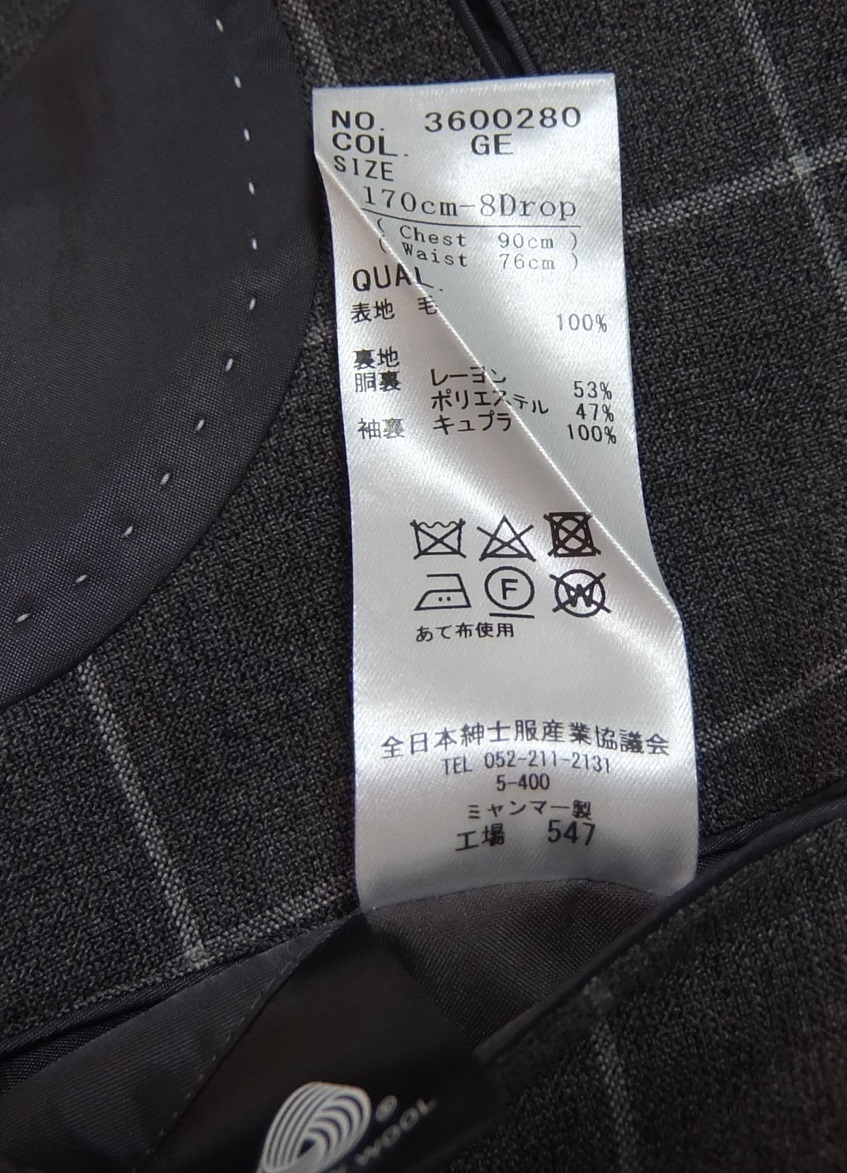 NO. 3600280
COL. GE
SIZE
170cm-8Drop
( Chest 90cm )
( Waist 76cm )
QUAL.
表地 毛 100%
裏地
胴裏 レーヨン 53%
ポリエステル 47%
袖裏 キュプラ 100%
W
F
あて布使用
全日本紳士服産業協議会
TEL 052-211-2131
5-400
ミャンマー製
工場 547
® WOOL